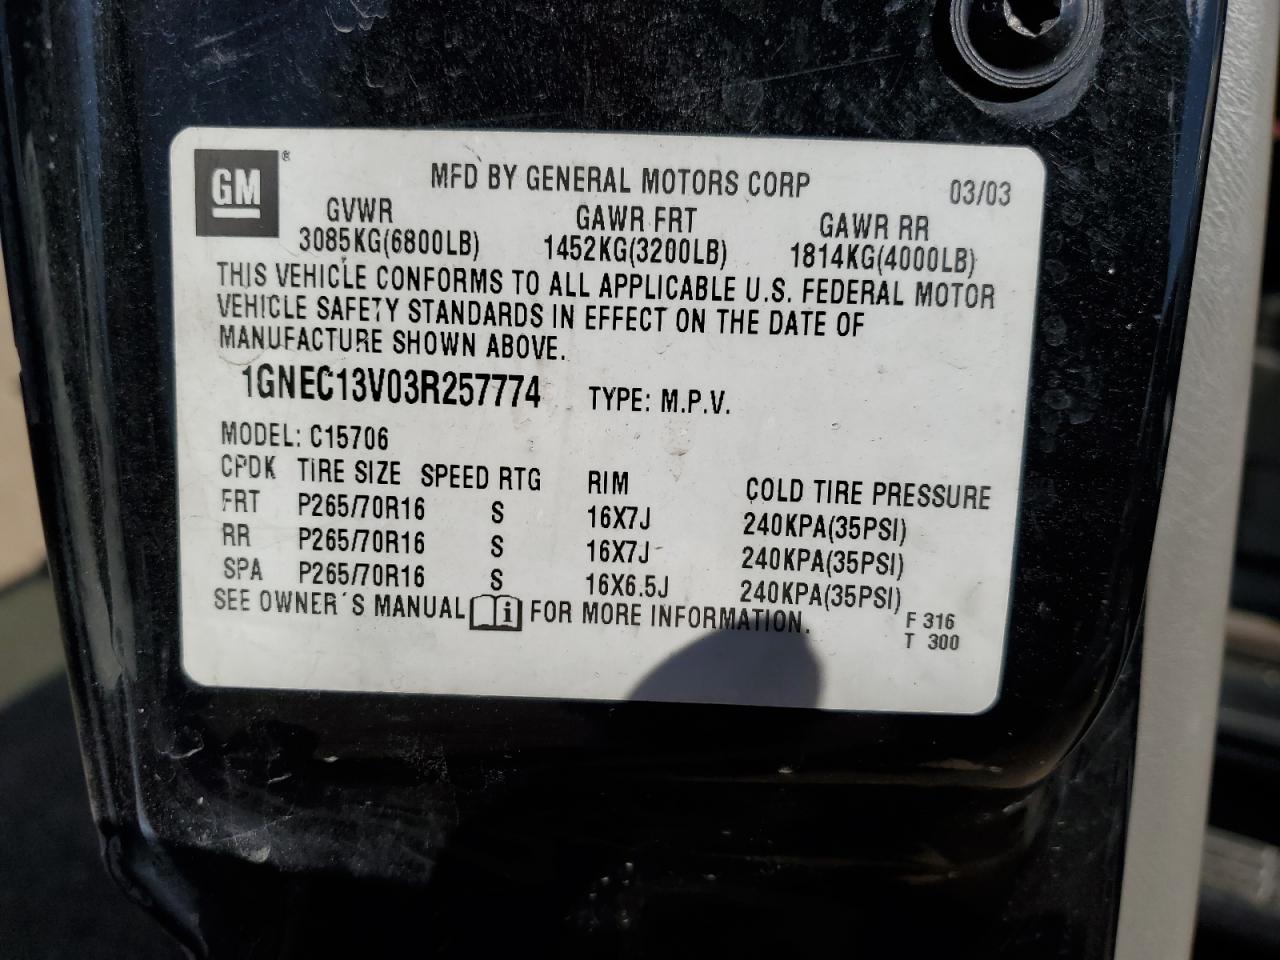 GM®
MFD BY GENERAL MOTORS CORP 03/03
GVWR GAWR FRT GAWR RR
3085KG(6800LB) 1452KG(3200LB) 1814KG(4000LB)
THIS VEHICLE CONFORMS TO ALL APPLICABLE U.S. FEDERAL MOTOR
VEHICLE SAFETY STANDARDS IN EFFECT ON THE DATE OF
MANUFACTURE SHOWN ABOVE.
1GNEC13V03R257774 TYPE: M.P.V.
MODEL: C15706
CPDK TIRE SIZE SPEED RTG RIM COLD TIRE PRESSURE
FRT P265/70R16 S 16X7J 240KPA(35PSI)
RR P265/70R16 S 16X7J 240KPA(35PSI)
SPA P265/70R16 S 16X6.5J 240KPA(35PSI)
SEE OWNER'S MANUAL i FOR MORE INFORMATION.
F 316
T 300